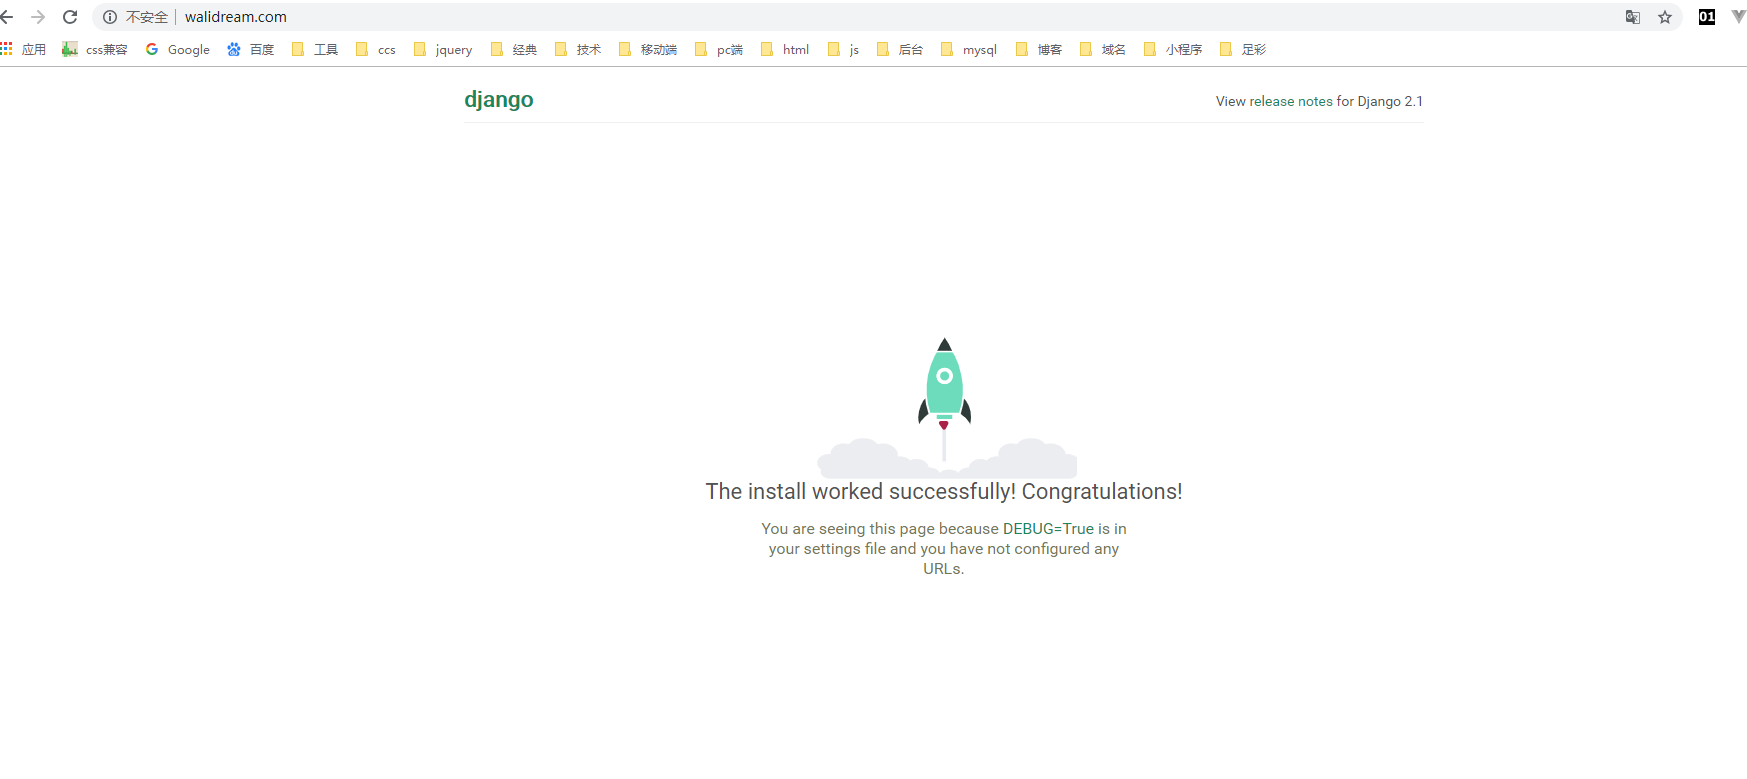 不安全 walidream.com 01
应用 css兼容 Google 百度 工具 ccs jquery 经典 技术 移动端 pc端 html js 后台 mysql 博客 域名 小程序 足彩
django View release notes for Django 2.1
The install worked successfully! Congratulations!
You are seeing this page because DEBUG=True is in
your settings file and you have not configured any
URLs.